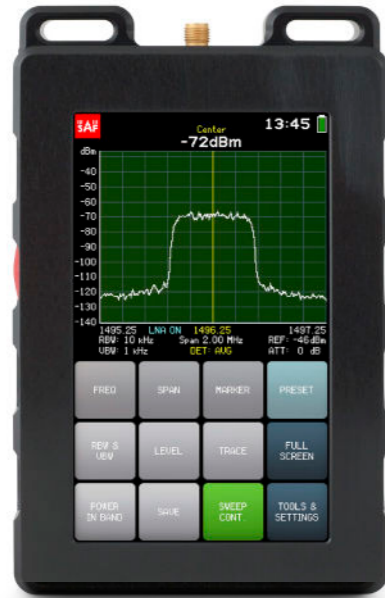 SAF
13:45
Center
-72dBm
dBm
-40
-50
-60
-70
-80
-90
-100
-110
-120
-130
-140
1495.25 LNA ON 1496.25 1497.25
RBW: 10 kHz Span 2.00 MHz REF: -46dBm
VBW: 1 kHz DET: AVG ATT: 0 dB
FREQ SPAN MARKER PRESET
RBW &
VBW
LEVEL
TRACE
FULL
SCREEN
POWER
IN BAND
SAVE
SWEEP
CONT.
TOOLS &
SETTINGS